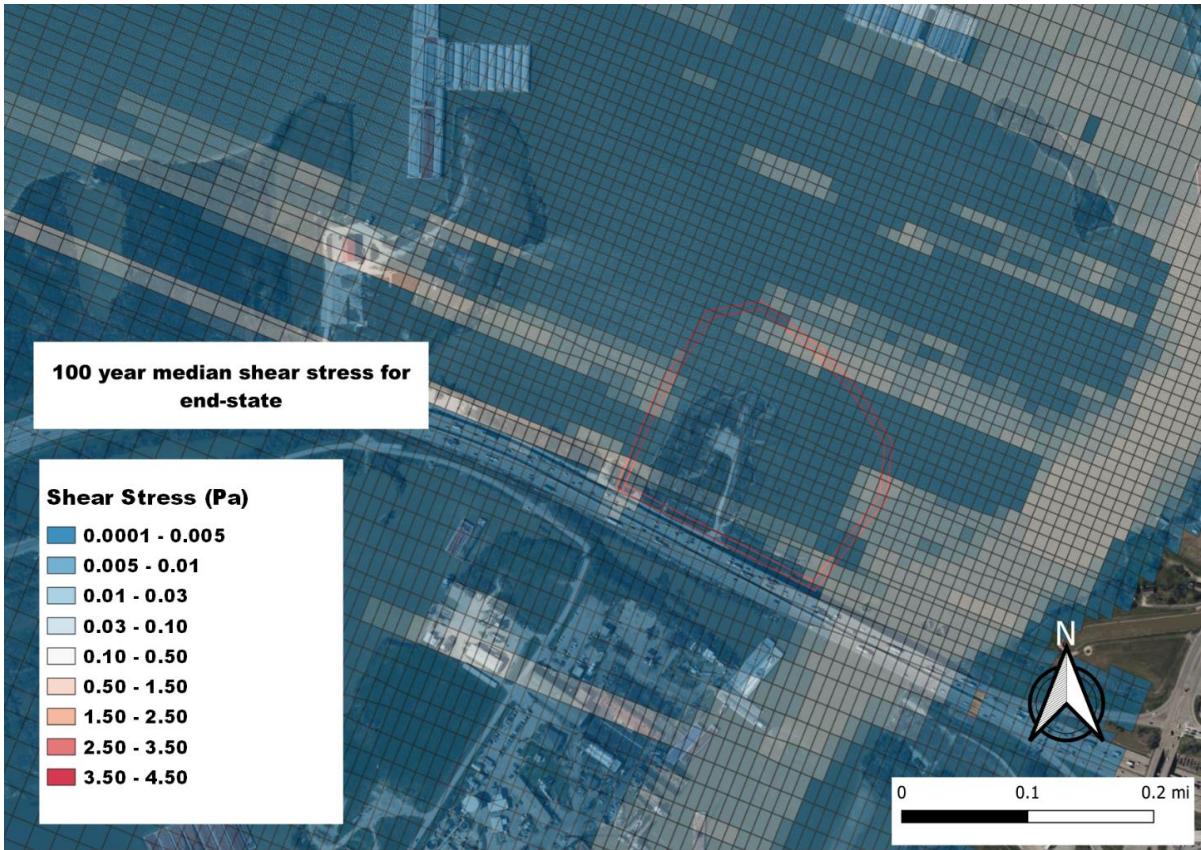 100 year median shear stress for
end-state
Shear Stress (Pa)
0.0001 - 0.005
0.005 - 0.01
0.01 - 0.03
0.03 - 0.10
0.10 - 0.50
0.50 - 1.50
1.50 - 2.50
2.50 - 3.50
3.50 - 4.50
N
0 0.1 0.2 mi